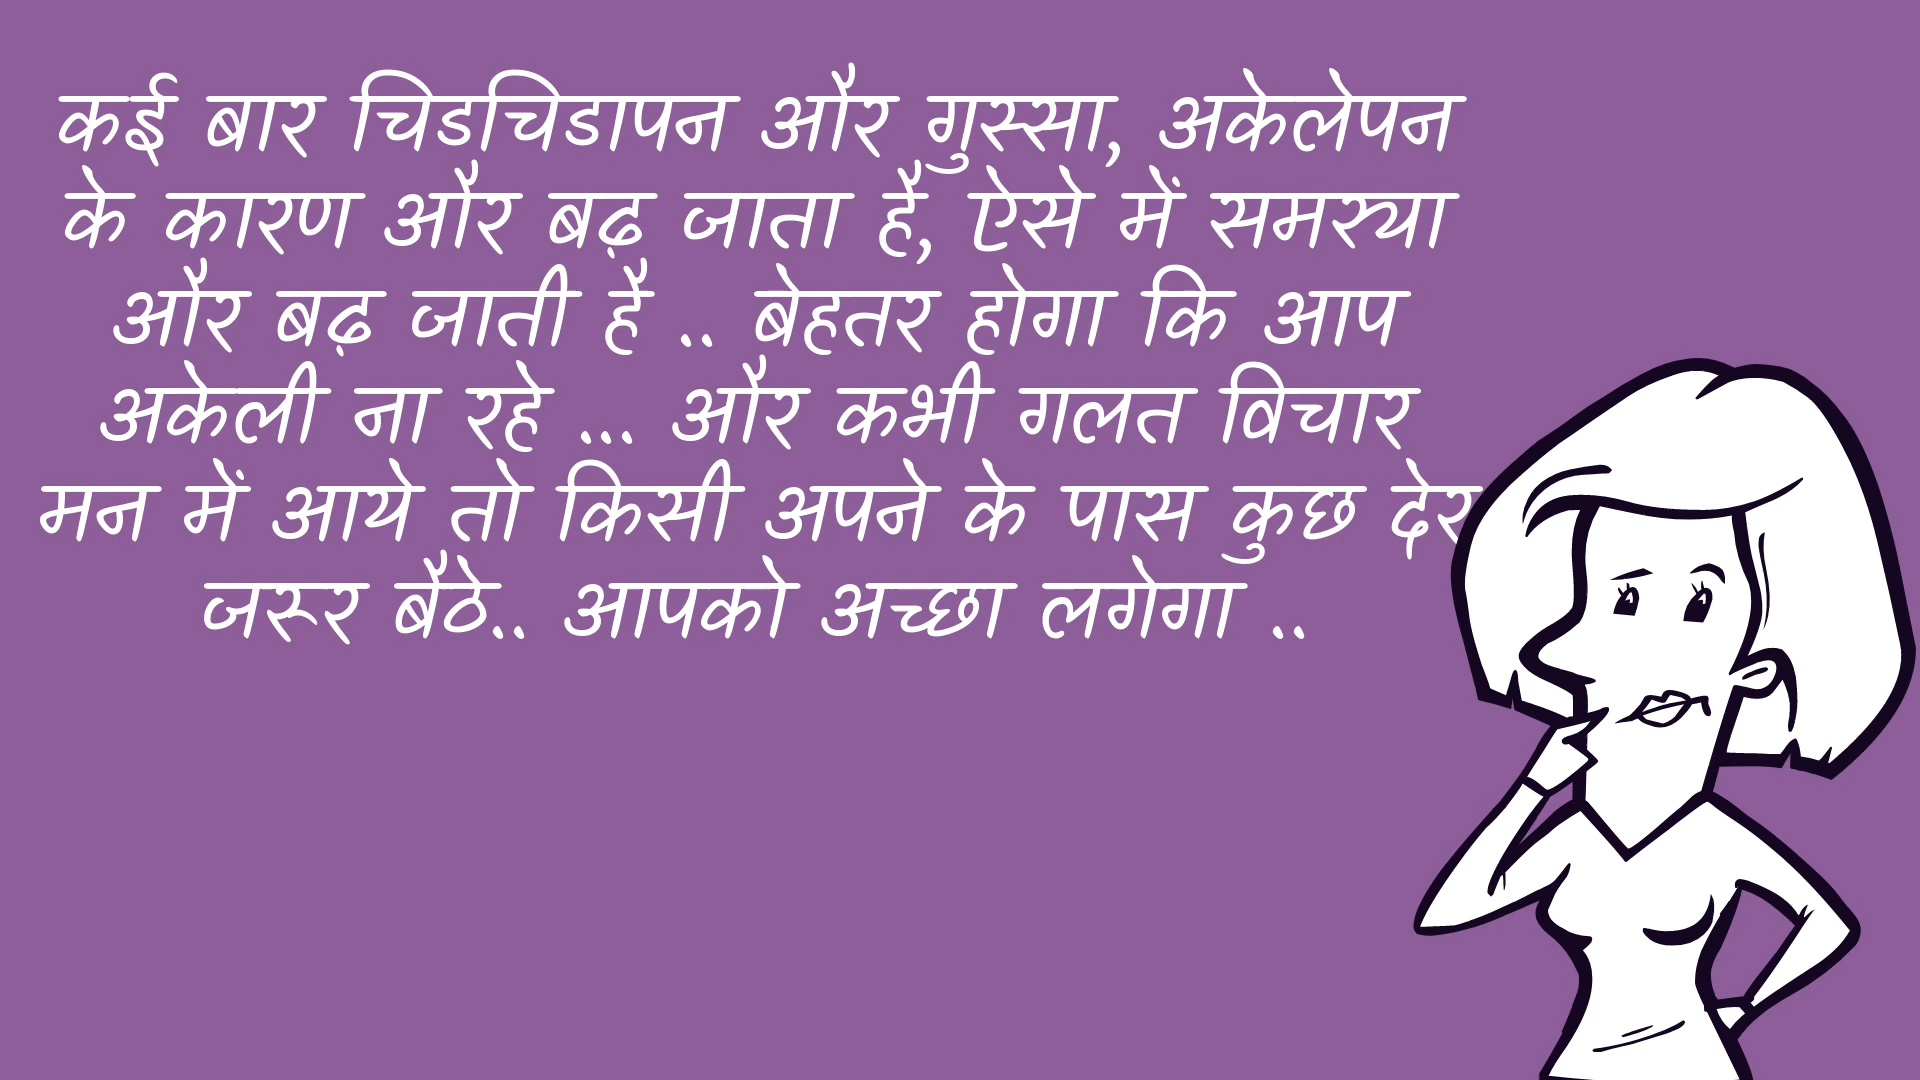 कई बार चिडचिडापन और गुस्सा, अकेलेपन
के कारण और बढ़ जाता है, ऐसे में समस्या
और बढ़ जाती है .. बेहतर होगा कि आप
अकेली ना रहे ... और कभी गलत विचार
मन में आये तो किसी अपने के पास कुछ देर
जरूर बैठे.. आपको अच्छा लगेगा ..